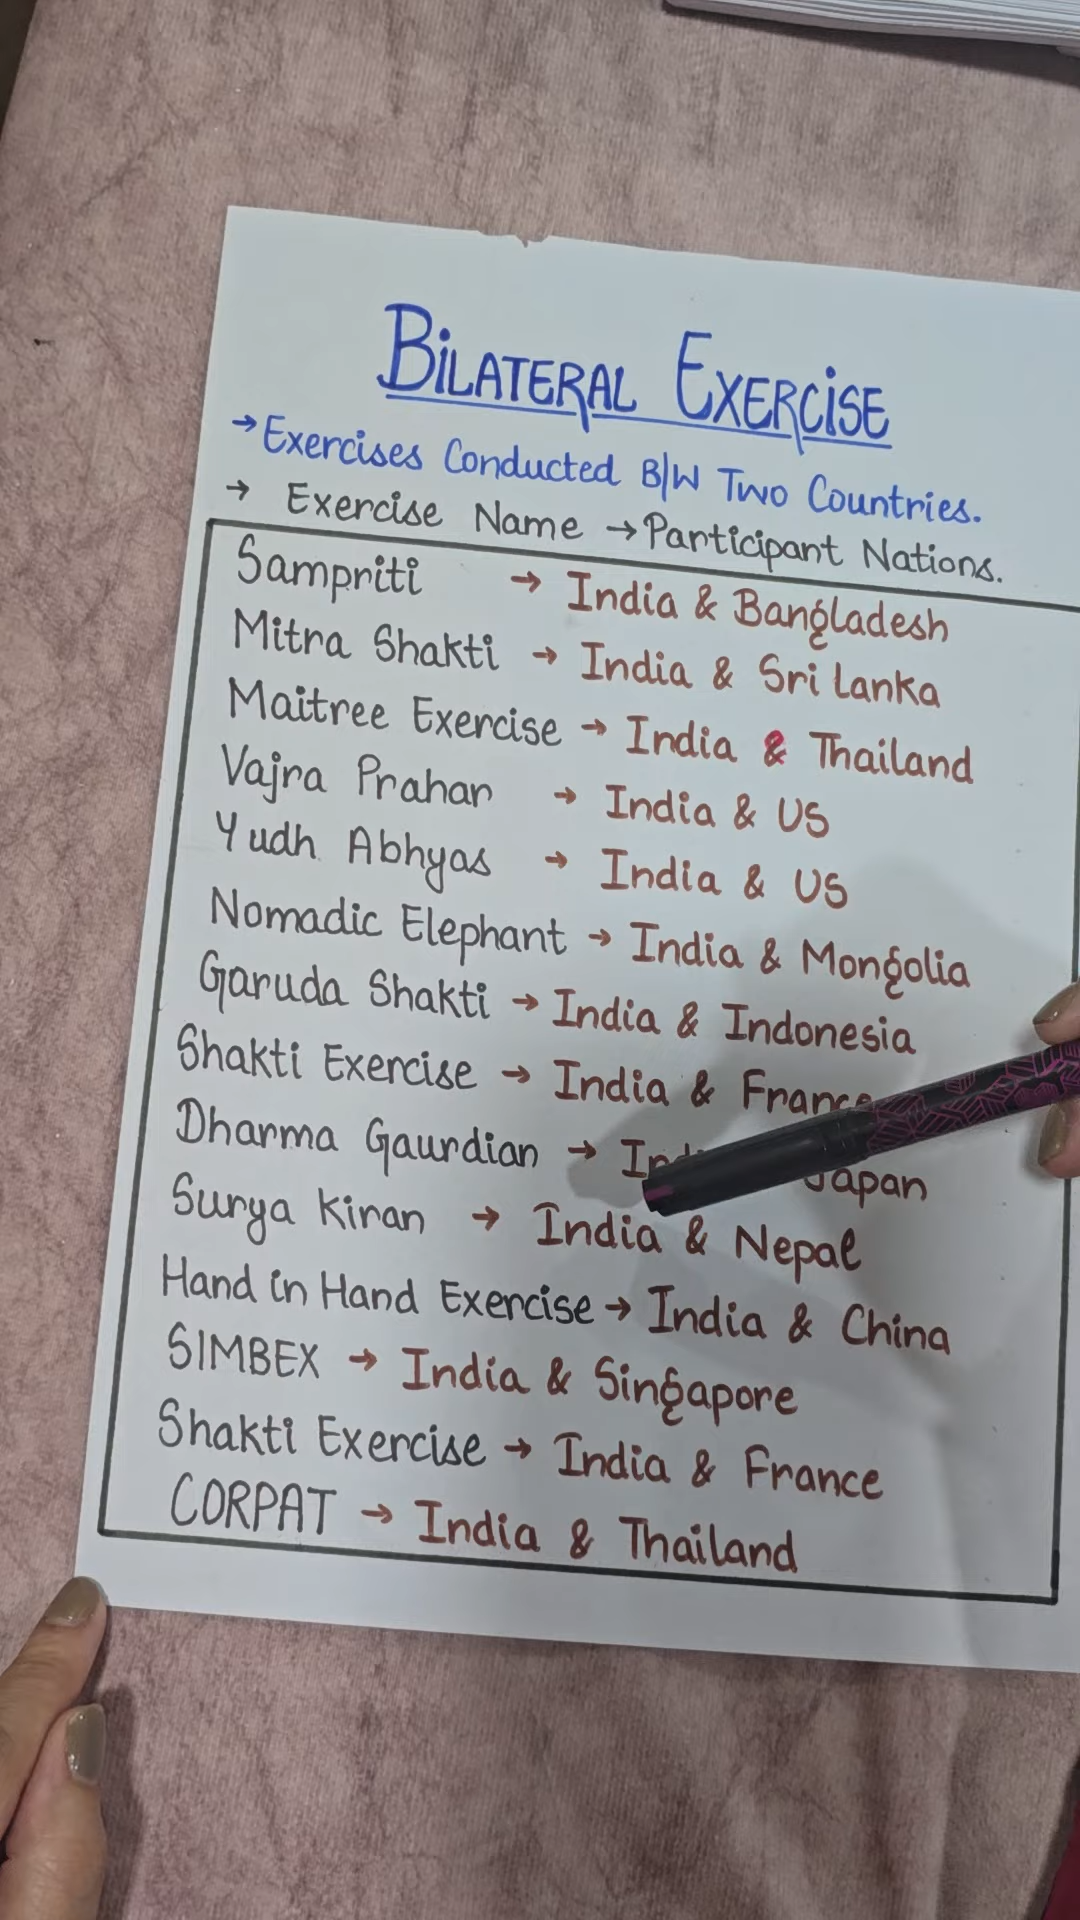 BILATERAL EXERCISE
→ Exercises Conducted B/W Two Countries.
→ Exercise Name → Participant Nations.
Sampriti → India & Bangladesh
Mitra Shakti → India & Sri Lanka
Maitree Exercise → India & Thailand
Vajra Prahar → India & US
Yudh Abhyas → India & US
Nomadic Elephant → India & Mongolia
Garuda Shakti → India & Indonesia
Shakti Exercise → India & France
Dharma Gaurdian → Japan
Surya Kiran → India & Nepal
Hand in Hand Exercise → India & China
SIMBEX → India & Singapore
Shakti Exercise → India & France
CORPAT → India & Thailand